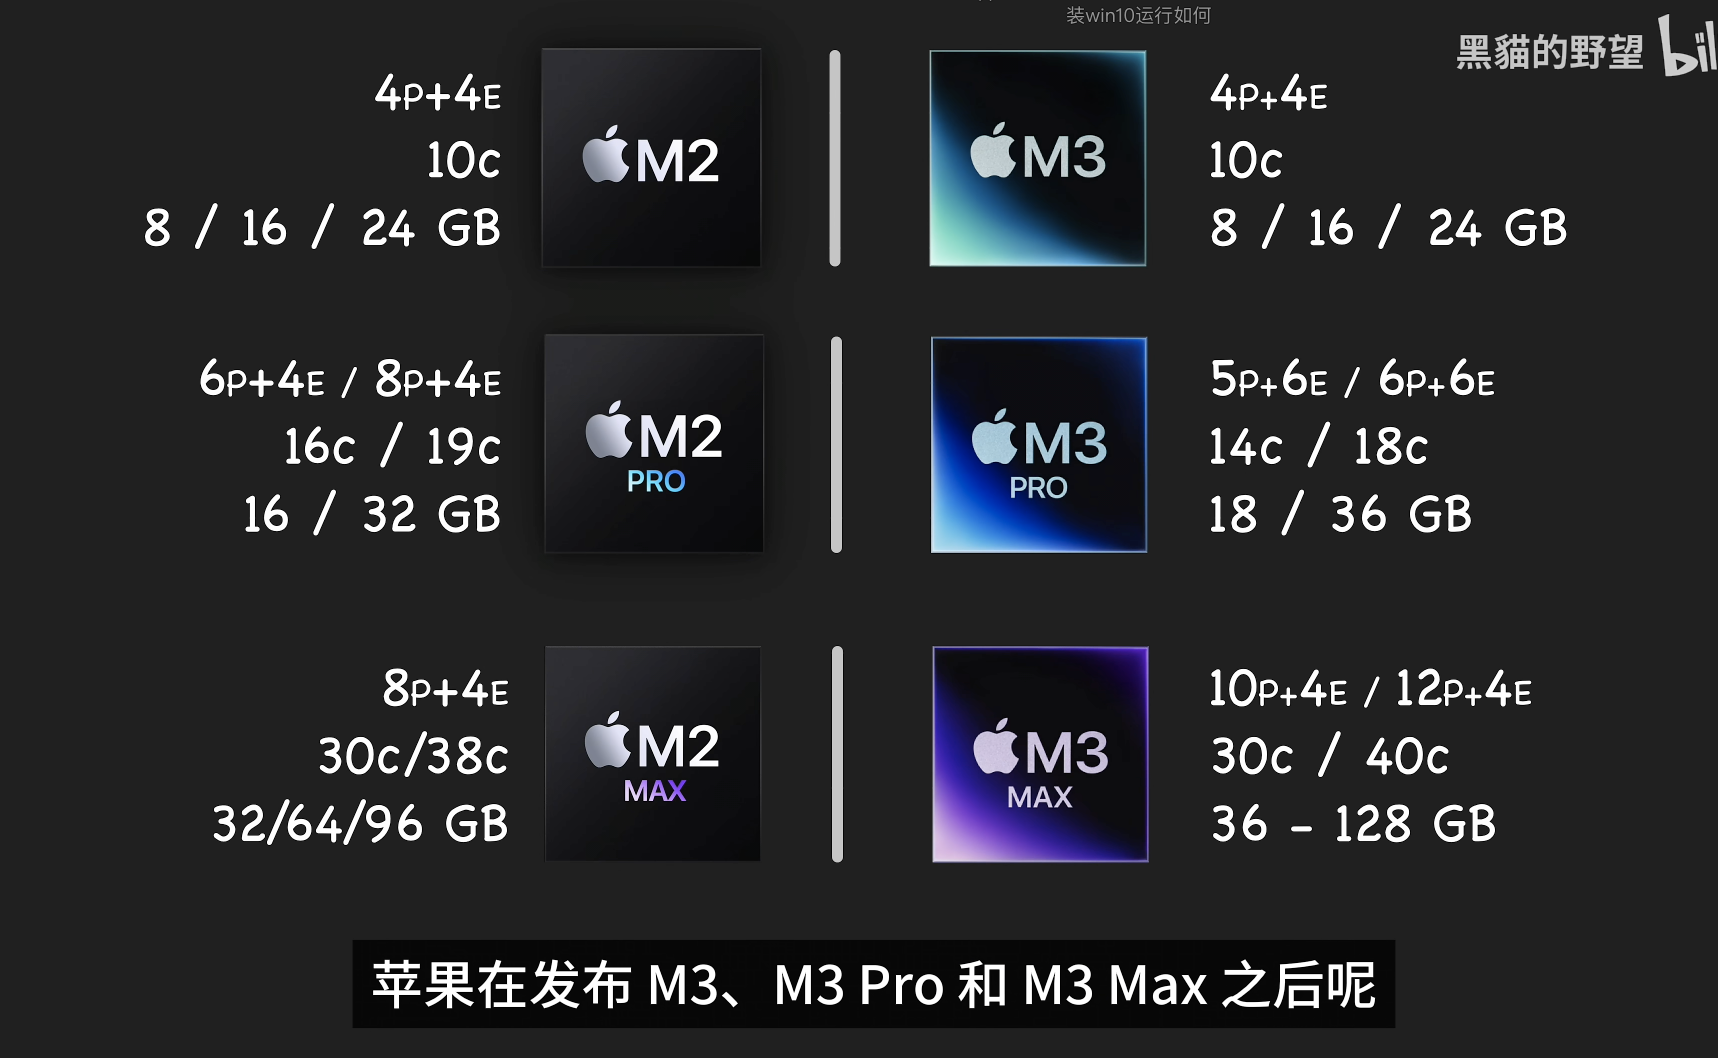 装win10运行如何
黑貓的野望
4P+4E
10c
8 / 16 / 24 GB
M2
M3
4P+4E
10c
8 / 16 / 24 GB
6P+4E / 8P+4E
16c / 19c
16 / 32 GB
M2
PRO
M3
PRO
5P+6E / 6P+6E
14c / 18c
18 / 36 GB
8P+4E
30c/38c
32/64/96 GB
M2
MAX
M3
MAX
10P+4E / 12P+4E
30c / 40c
36 - 128 GB
苹果在发布 M3、M3 Pro 和 M3 Max 之后呢